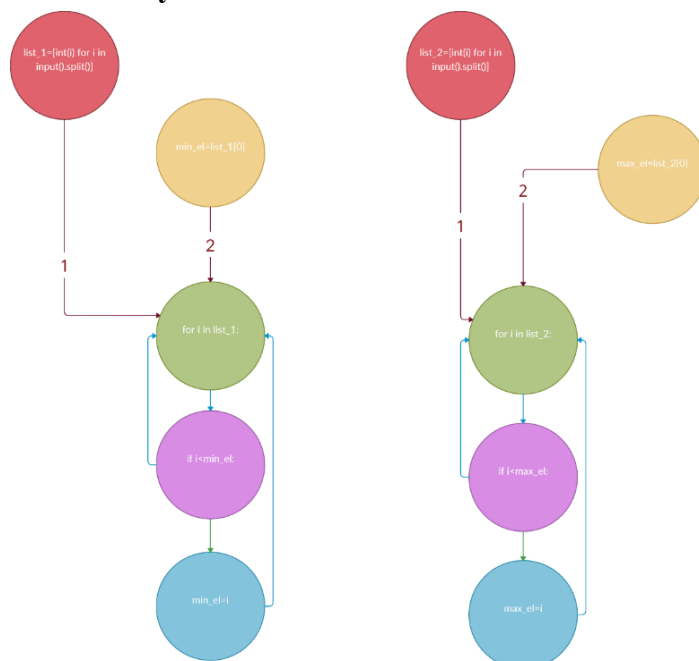 list_1=[int(i) for i in
input().split()]
min_el=list_1[0]
1
2
for i in list_1:
if i<min_el:
min_el=i
list_2=[int(i) for i in
input().split()]
max_el=list_2[0]
1
2
for i in list_2:
if i<max_el:
max_el=i